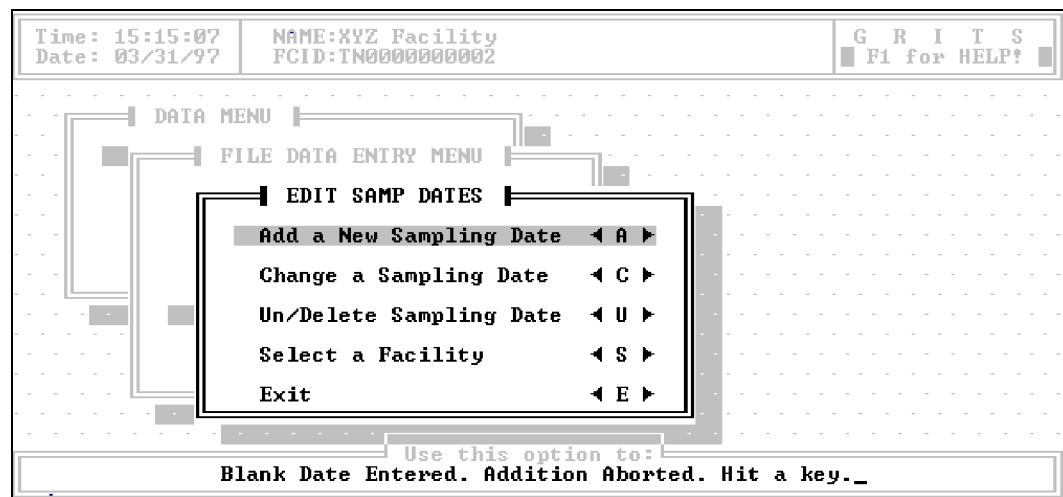 Time: 15:15:07
Date: 03/31/97
NAME:XYZ Facility
FCID:TN0000000002
G R I T S
F1 for HELP!
DATA MENU
FILE DATA ENTRY MENU
EDIT SAMP DATES
Add a New Sampling Date ◄ A ►
Change a Sampling Date ◄ C ►
Un/Delete Sampling Date ◄ U ►
Select a Facility ◄ S ►
Exit ◄ E ►
Use this option to:
Blank Date Entered. Addition Aborted. Hit a key._